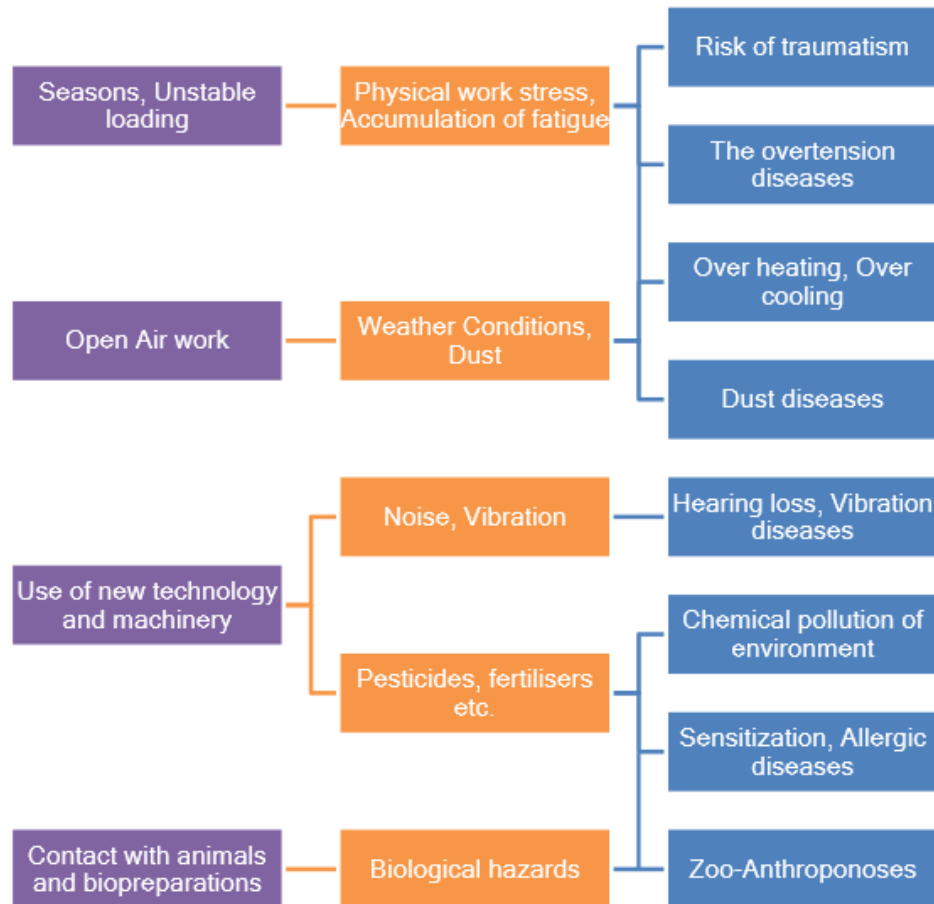 Seasons, Unstable
loading
Physical work stress,
Accumulation of fatigue
Risk of traumatism
The overtension
diseases
Over heating, Over
cooling
Open Air work
Weather Conditions,
Dust
Dust diseases
Use of new technology
and machinery
Noise, Vibration
Hearing loss, Vibration
diseases
Pesticides, fertilisers
etc.
Chemical pollution of
environment
Sensitization, Allergic
diseases
Contact with animals
and biopreparations
Biological hazards
Zoo-Anthroponoses